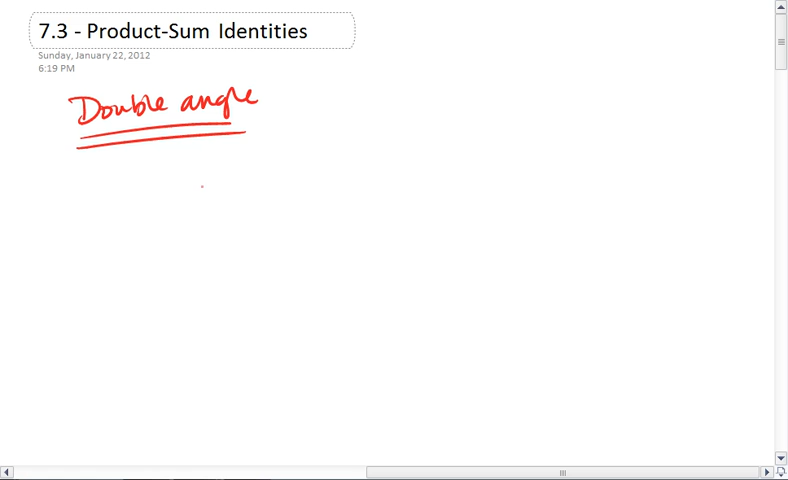 7.3 - Product-Sum Identities
Sunday, January 22, 2012
6:19 PM
Double angle